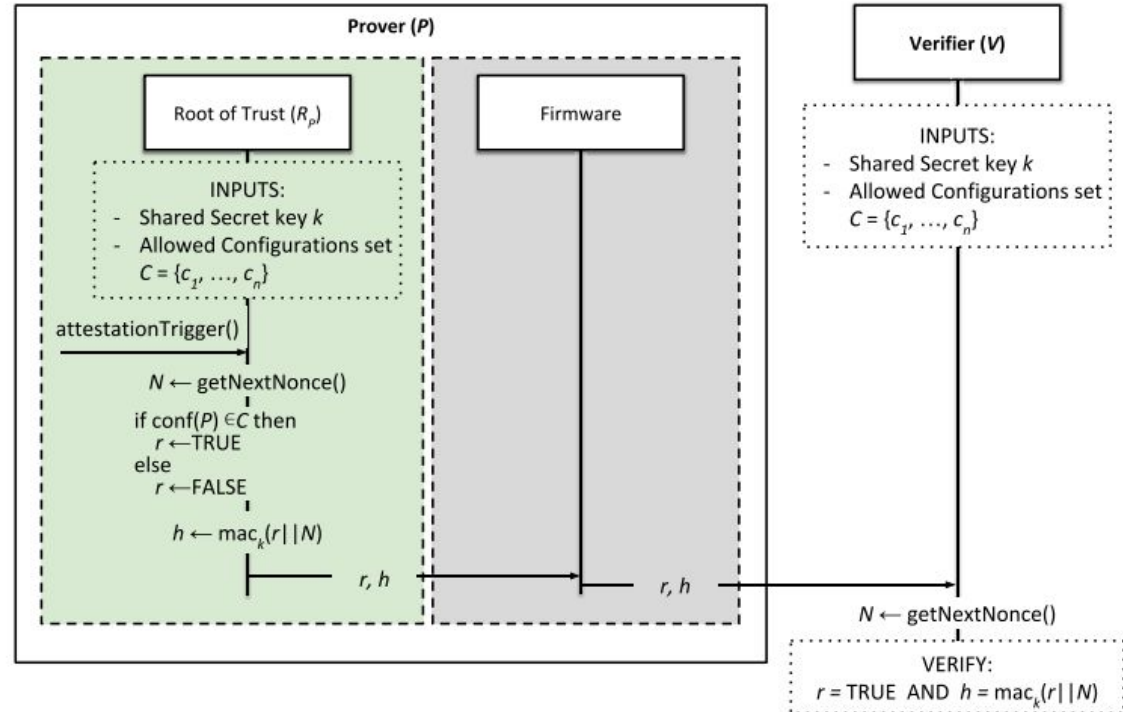 Prover (P)
Verifier (V)
Root of Trust (R_P)
Firmware
INPUTS:
- Shared Secret key k
- Allowed Configurations set
C = {c_1, …, c_n}
INPUTS:
- Shared Secret key k
- Allowed Configurations set
C = {c_1, …, c_n}
attestationTrigger()
N ← getNextNonce()
if conf(P) ∈C then
r ←TRUE
else
r ←FALSE
h ← mac_k(r||N)
r, h
r, h
N ← getNextNonce()
VERIFY:
r = TRUE AND h = mac_k(r||N)